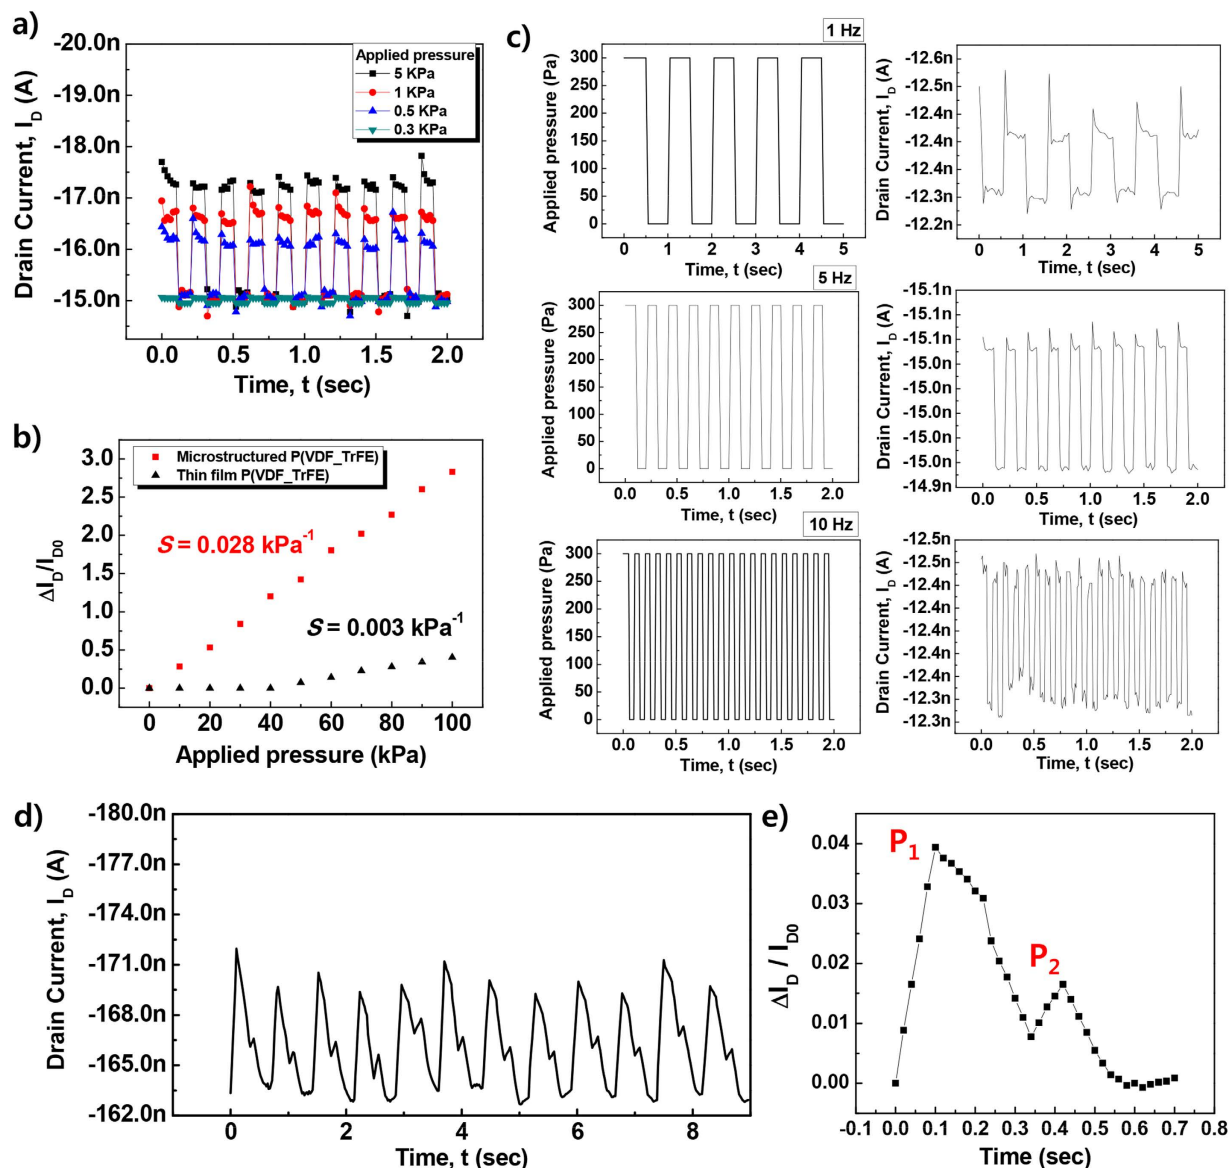 a)
-20.0n
-19.0n
-18.0n
-17.0n
-16.0n
-15.0n
Drain Current, I_D (A)
Applied pressure
5 KPa
1 KPa
0.5 KPa
0.3 KPa
0.0 0.5 1.0 1.5 2.0
Time, t (sec)
b)
3.0
2.5
2.0
1.5
1.0
0.5
0.0
ΔI_D/I_D0
Microstructured P(VDF_TrFE)
Thin film P(VDF_TrFE)
S = 0.028 kPa^-1
S = 0.003 kPa^-1
0 20 40 60 80 100
Applied pressure (kPa)
c)
1 Hz
300
250
200
150
100
50
0
Applied pressure (Pa)
0 1 2 3 4 5
Time, t (sec)
-12.6n
-12.5n
-12.4n
-12.4n
-12.3n
-12.2n
Drain Current, I_D (A)
0 1 2 3 4 5
Time, t (sec)
5 Hz
300
250
200
150
100
50
0
Applied pressure (Pa)
0.0 0.5 1.0 1.5 2.0
Time, t (sec)
-15.1n
-15.1n
-15.0n
-15.0n
-15.0n
-15.0n
-15.0n
-14.9n
Drain Current, I_D (A)
0.0 0.5 1.0 1.5 2.0
Time, t (sec)
10 Hz
300
250
200
150
100
50
0
Applied pressure (Pa)
0.0 0.5 1.0 1.5 2.0
Time, t (sec)
-12.5n
-12.4n
-12.4n
-12.4n
-12.4n
-12.4n
-12.3n
-12.3n
Drain Current, I_D (A)
0.0 0.5 1.0 1.5 2.0
Time, t (sec)
d)
-180.0n
-177.0n
-174.0n
-171.0n
-168.0n
-165.0n
-162.0n
Drain Current, I_D (A)
0 2 4 6 8
Time, t (sec)
e)
0.04
0.03
0.02
0.01
0.00
ΔI_D / I_D0
P_1
P_2
-0.1 0.0 0.1 0.2 0.3 0.4 0.5 0.6 0.7 0.8
Time (sec)